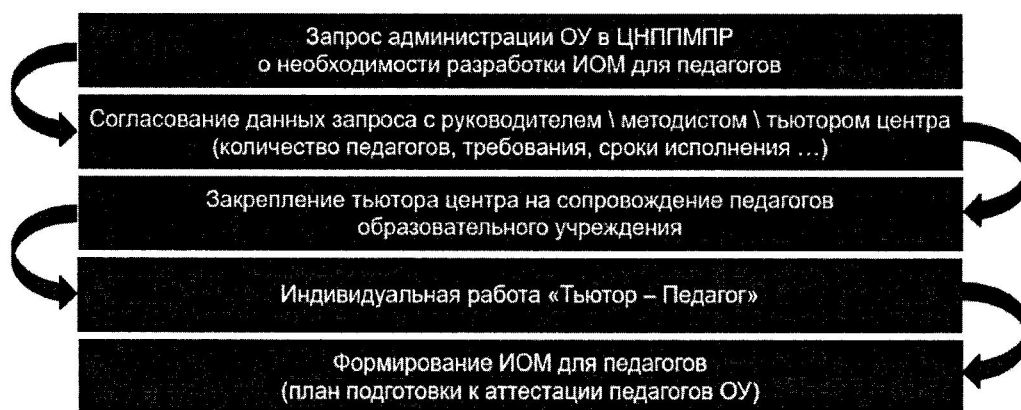 Запрос администрации ОУ в ЦНППМПР
о необходимости разработки ИОМ для педагогов
Согласование данных запроса с руководителем \ методистом \ тьютором центра
(количество педагогов, требования, сроки исполнения ...)
Закрепление тьютора центра на сопровождение педагогов
образовательного учреждения
Индивидуальная работа «Тьютор – Педагог»
Формирование ИОМ для педагогов
(план подготовки к аттестации педагогов ОУ)